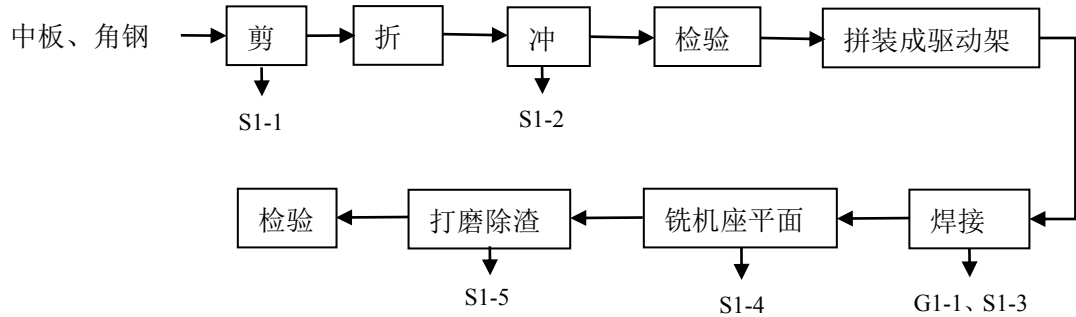 中板、角钢
剪
折
冲
检验
拼装成驱动架
S1-1
S1-2
检验
打磨除渣
铣机座平面
焊接
S1-5
S1-4
G1-1、S1-3